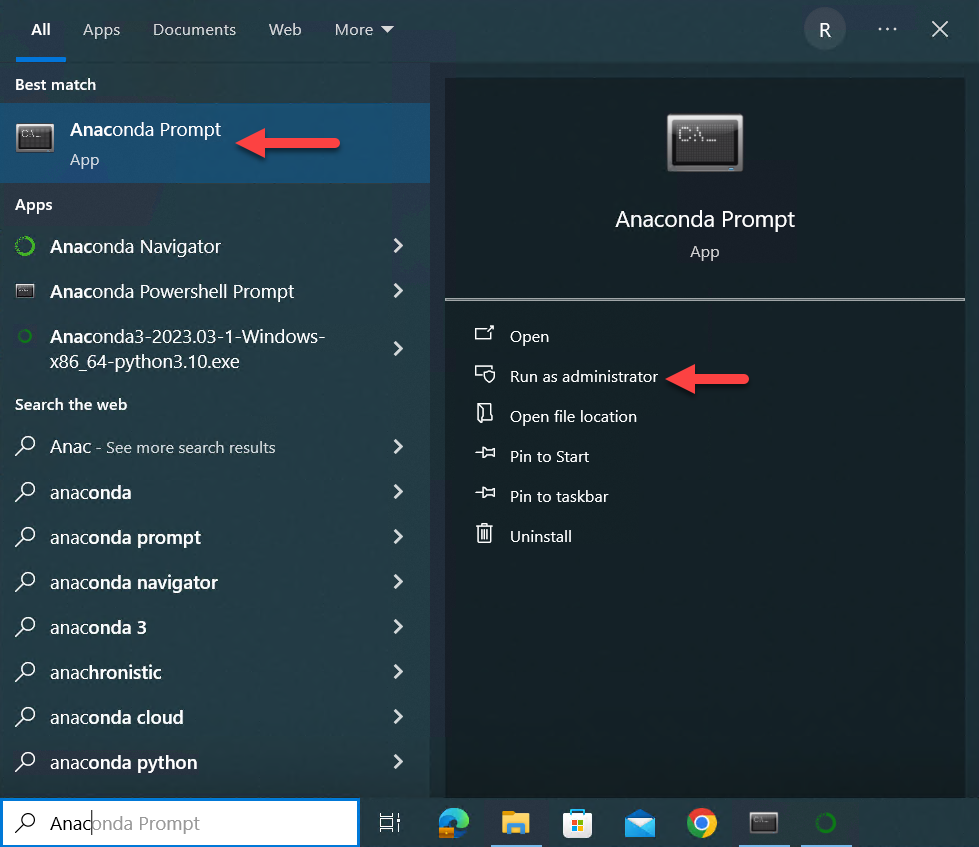 All Apps Documents Web More R ... 
Best match
Anaconda Prompt
App
Apps
Anaconda Navigator
Anaconda Powershell Prompt
Anaconda3-2023.03-1-Windows-
x86_64-python3.10.exe
Search the web
Anac - See more search results
anaconda
anaconda prompt
anaconda navigator
anaconda 3
anachronistic
anaconda cloud
anaconda python
C:\_
Anaconda Prompt
App
Open
Run as administrator
Open file location
Pin to Start
Pin to taskbar
Uninstall
Anaconda Prompt